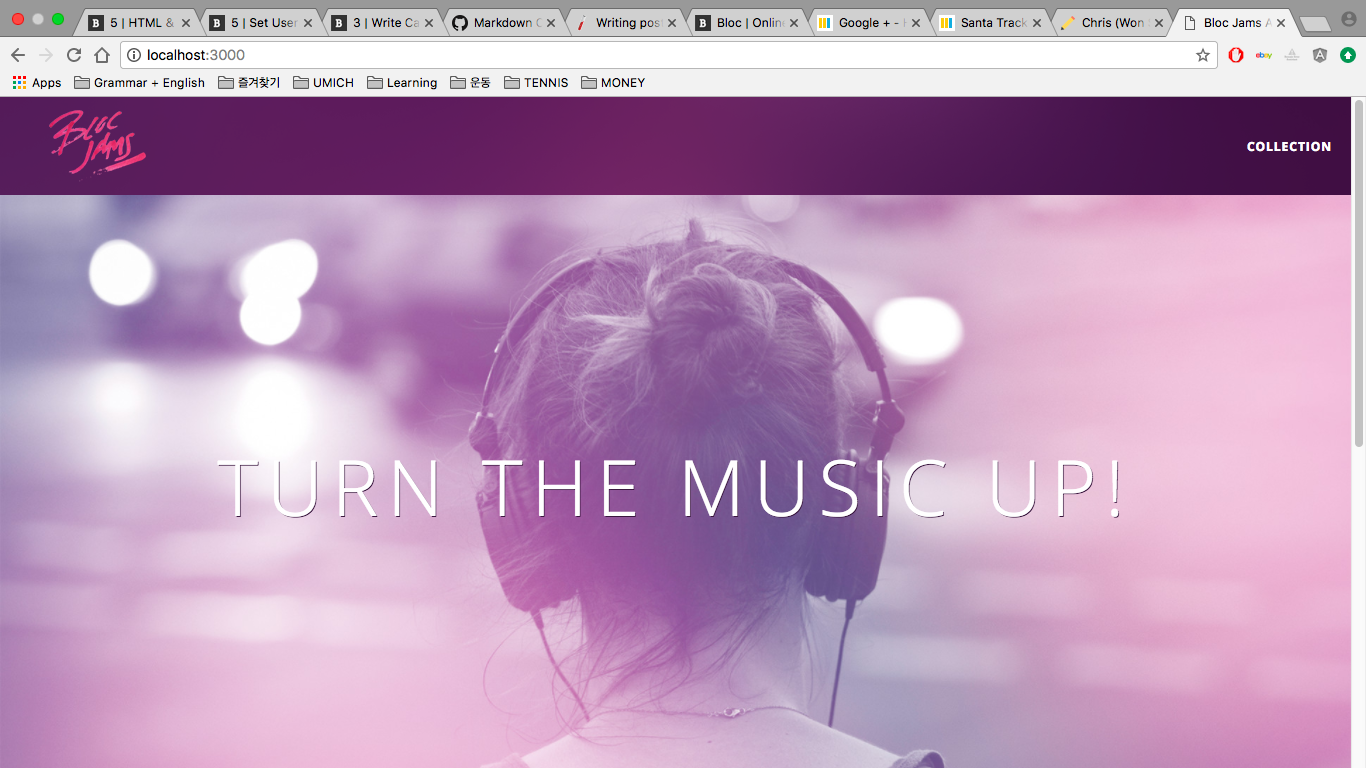 5 | HTML &
5 | Set User
3 | Write Ca
Markdown C
Writing post
Bloc | Online
Google + - H
Santa Track
Chris (Won
Bloc Jams A
localhost:3000
Apps
Grammar + English
즐겨찾기
UMICH
Learning
운동
TENNIS
MONEY
BLOC
JAMS
COLLECTION
TURN THE MUSIC UP!